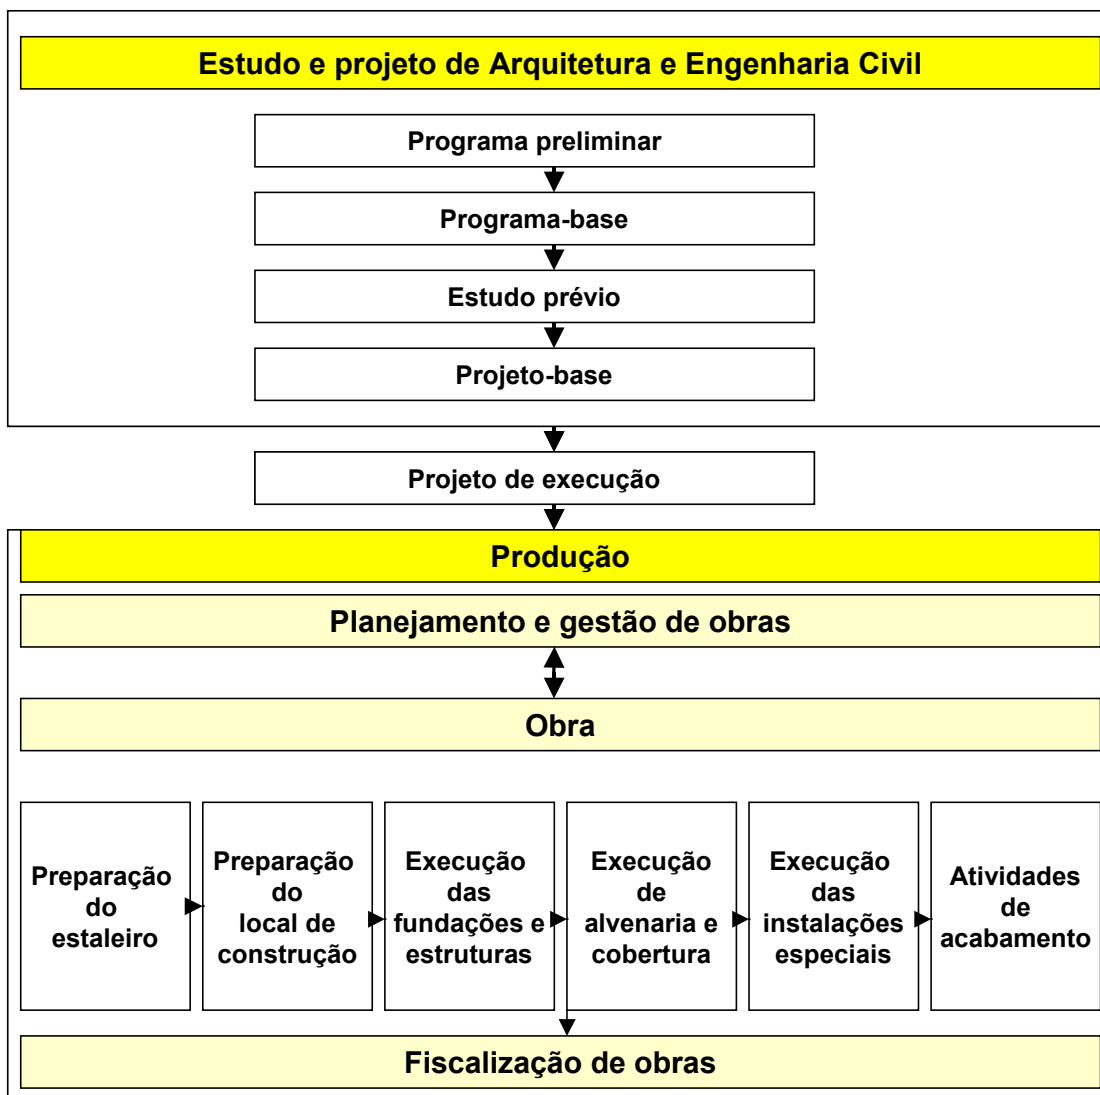 Estudo e projeto de Arquitetura e Engenharia Civil
Programa preliminar
Programa-base
Estudo prévio
Projeto-base
Projeto de execução
Produção
Planejamento e gestão de obras
Obra
Preparação
do
estaleiro
Preparação
do
local de
construção
Execução
das
fundações e
estruturas
Execução
de
alvenaria e
cobertura
Execução
das
instalações
especiais
Atividades
de
acabamento
Fiscalização de obras